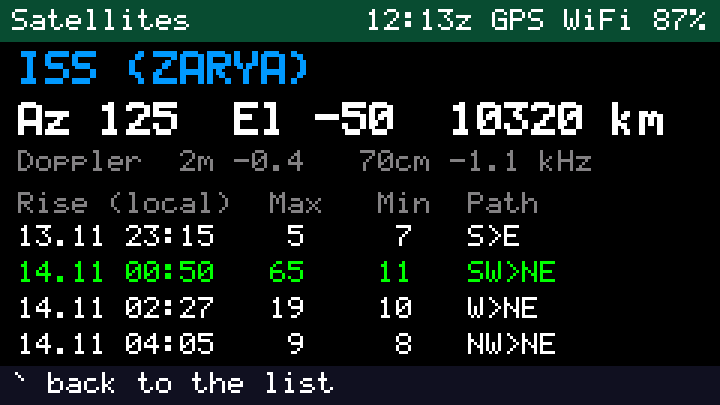 Satellites 12:13z GPS WiFi 87%
ISS (ZARYA)
Az 125 El -50 10320 km
Doppler 2m -0.4 70cm -1.1 kHz
Rise (local) Max Min Path
13.11 23:15 5 7 S>E
14.11 00:50 65 11 SW>NE
14.11 02:27 19 10 W>NE
14.11 04:05 9 8 NW>NE
` back to the list